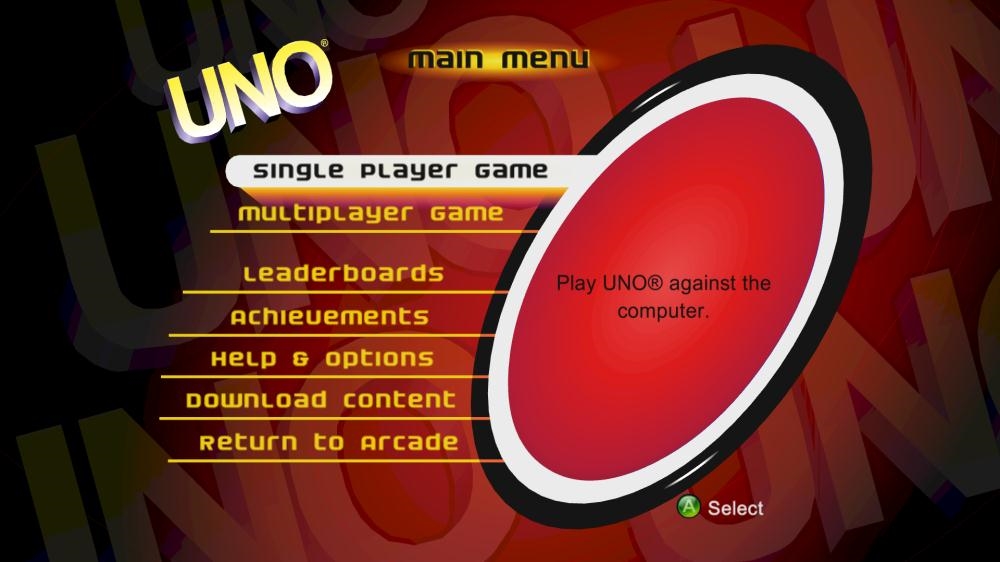 UNO®
main menu
Single Player Game
Multiplayer Game
Leaderboards
Achievements
Help & Options
Download Content
Return to Arcade
Play UNO® against the
computer.
A Select